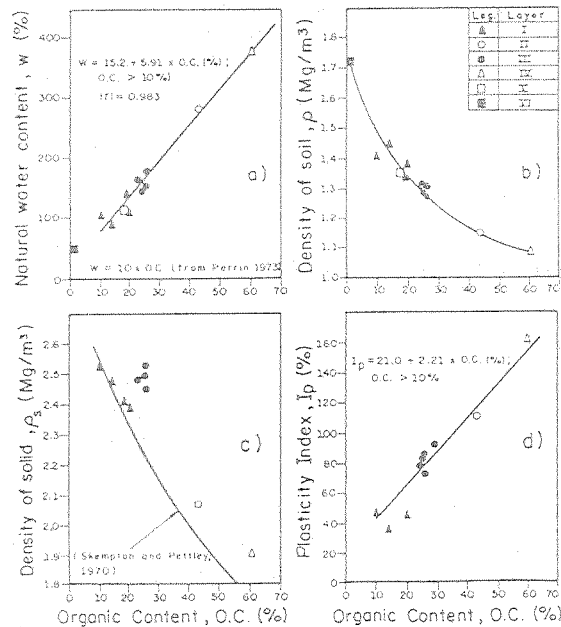 Natural water content, w (%)
400
300
200
100
0
w = 15.2 + 5.91 x O.C. (%) ;
O.C. > 10%)
|r| = 0.983
a)
w = 10 x O.C (from Perrin 1973)
0 10 20 30 40 50 60 70
Density of soil, ρ (Mg/m³)
1.8
1.7
1.6
1.5
1.4
1.3
1.2
1.1
1.0
Leg. Layer
I
II
III
IV
V
VI
b)
0 10 20 30 40 50 60 70
Density of solid, ρs (Mg/m³)
2.6
2.5
2.4
2.3
2.2
2.1
2.0
1.9
1.8
c)
(Skempton and Petley,
1970)
0 10 20 30 40 50 60 70
Organic Content, O.C. (%)
Plasticity Index, Ip (%)
160
140
120
100
80
60
40
20
0
Ip = 21.0 + 2.21 x O.C. (%) ;
O.C. > 10%
d)
0 10 20 30 40 50 60 70
Organic Content, O.C. (%)